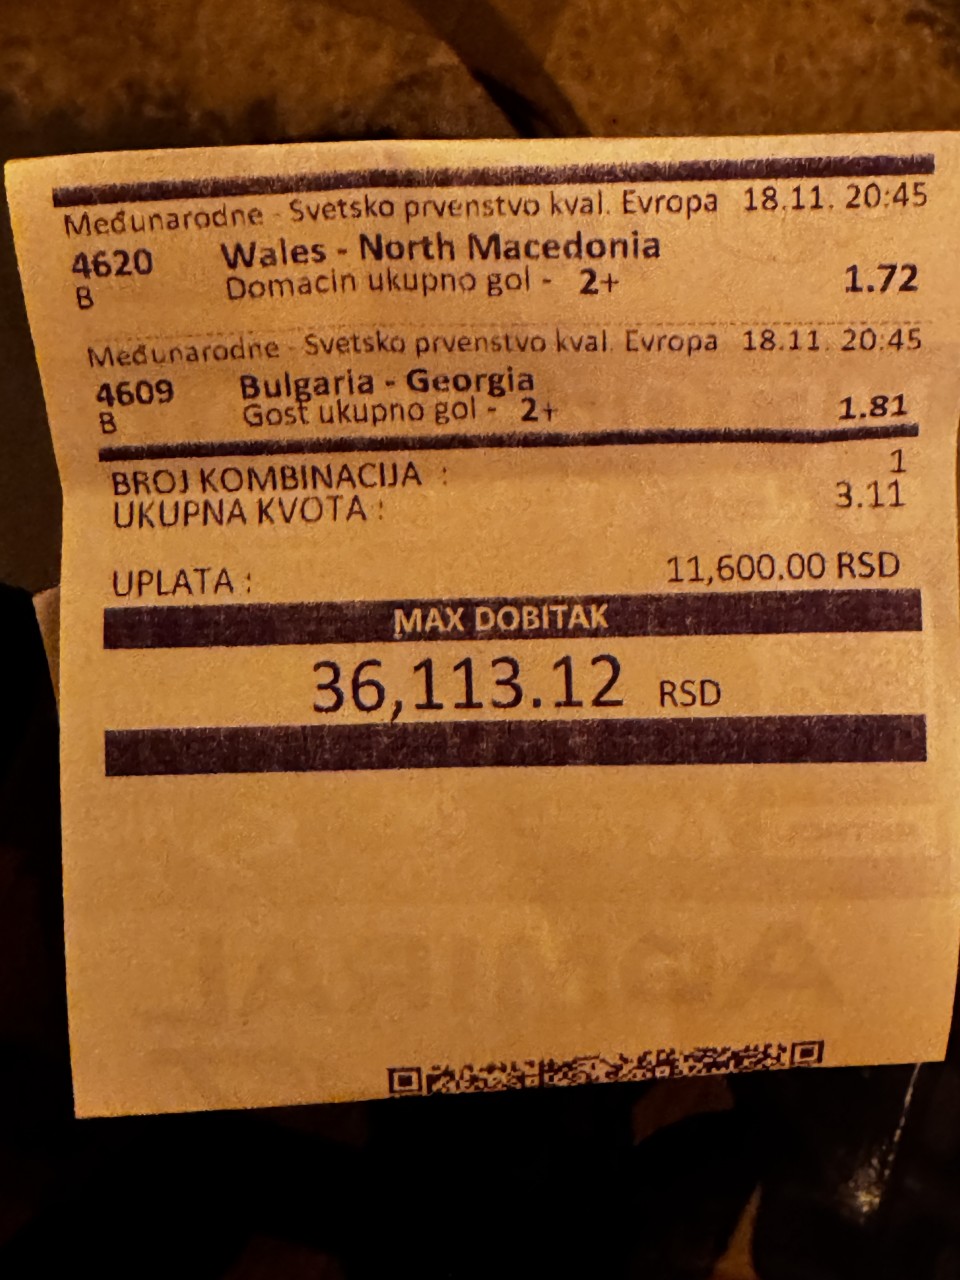 Međunarodne - Svetsko prvenstvo kval. Evropa 18.11. 20:45
4620 Wales - North Macedonia
B Domacin ukupno gol - 2+ 1.72
Međunarodne - Svetsko prvenstvo kval. Evropa 18.11. 20:45
4609 Bulgaria - Georgia
B Gost ukupno gol - 2+ 1.81
BROJ KOMBINACIJA : 1
UKUPNA KVOTA : 3.11
UPLATA : 11,600.00 RSD
MAX DOBITAK
36,113.12 RSD
ADMIRAL